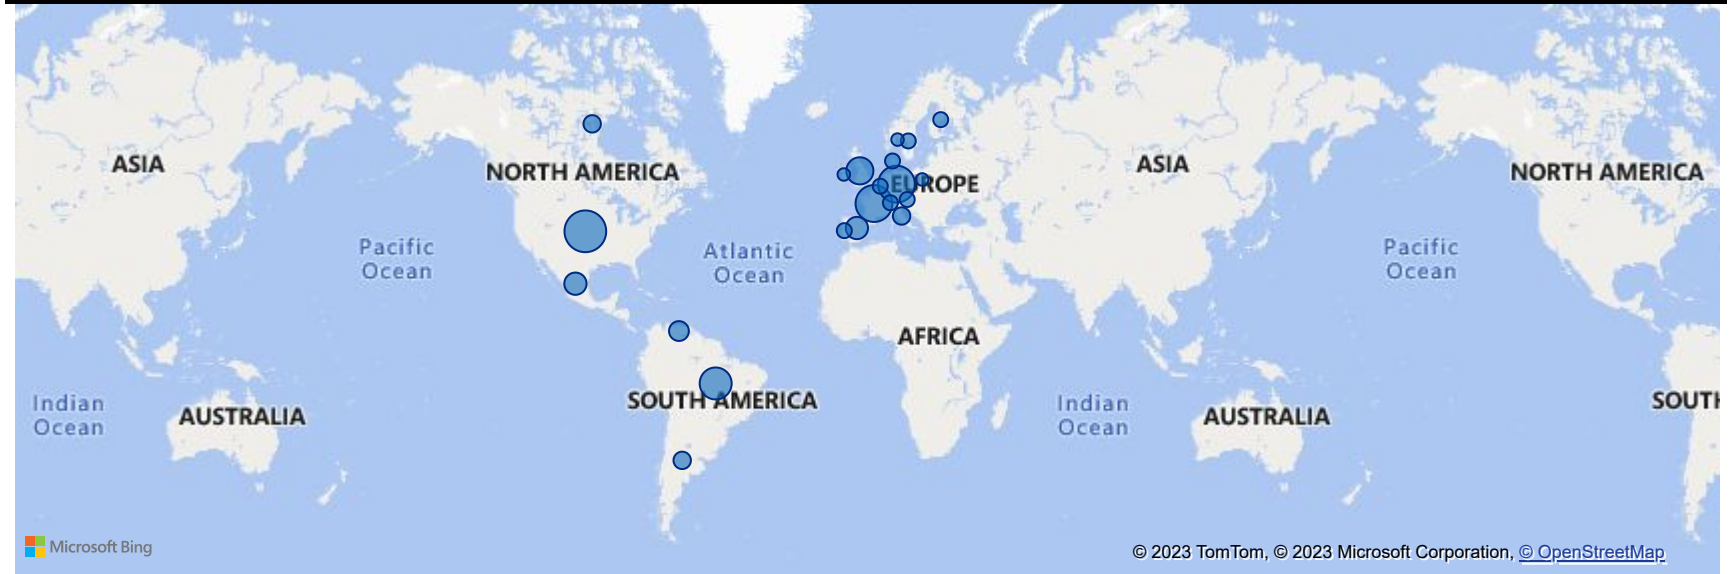 ASIA
NORTH AMERICA
EUROPE
ASIA
NORTH AMERICA
Pacific
Ocean
Atlantic
Ocean
Pacific
Ocean
AFRICA
Indian
Ocean
AUSTRALIA
SOUTH AMERICA
Indian
Ocean
AUSTRALIA
SOUTH
Microsoft Bing
© 2023 TomTom, © 2023 Microsoft Corporation, © OpenStreetMap